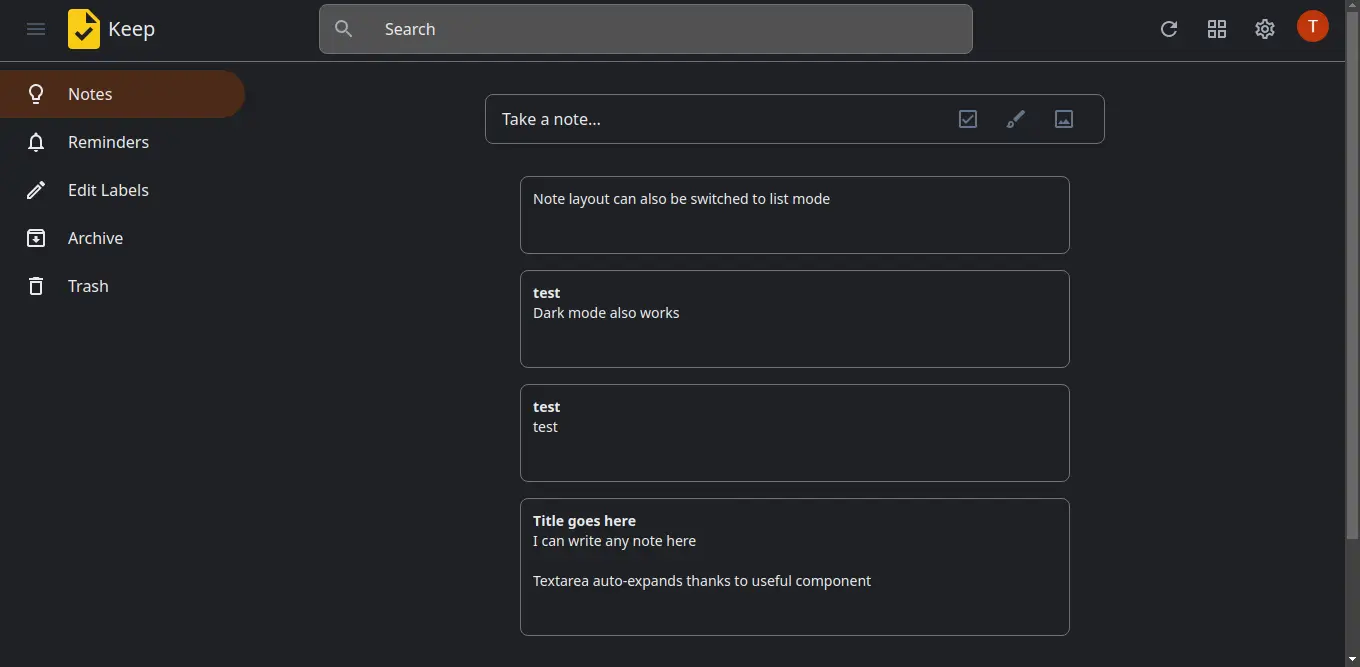 Keep
Search
T
Notes
Reminders
Edit Labels
Archive
Trash
Take a note...
Note layout can also be switched to list mode
test
Dark mode also works
test
test
Title goes here
I can write any note here
Textarea auto-expands thanks to useful component